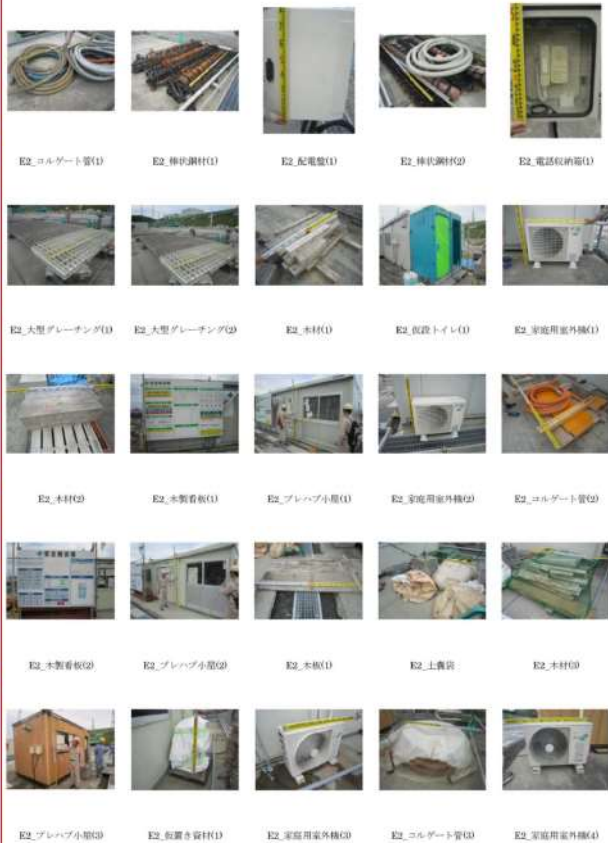 E2_コルゲート管(1)
E2_棒状鋼材(1)
E2_配電盤(1)
E2_棒状鋼材(2)
E2_電話収納箱(1)
E2_大型グレーチング(1)
E2_大型グレーチング(2)
E2_木材(1)
E2_仮設トイレ(1)
E2_家庭用室外機(1)
E2_木材(2)
E2_木製看板(1)
E2_プレハブ小屋(1)
E2_家庭用室外機(2)
E2_コルゲート管(2)
E2_木製看板(2)
E2_プレハブ小屋(2)
E2_木板(1)
E2_土嚢袋
E2_木材(3)
E2_プレハブ小屋(3)
E2_仮置き資材(1)
E2_家庭用室外機(3)
E2_コルゲート管(3)
E2_家庭用室外機(4)